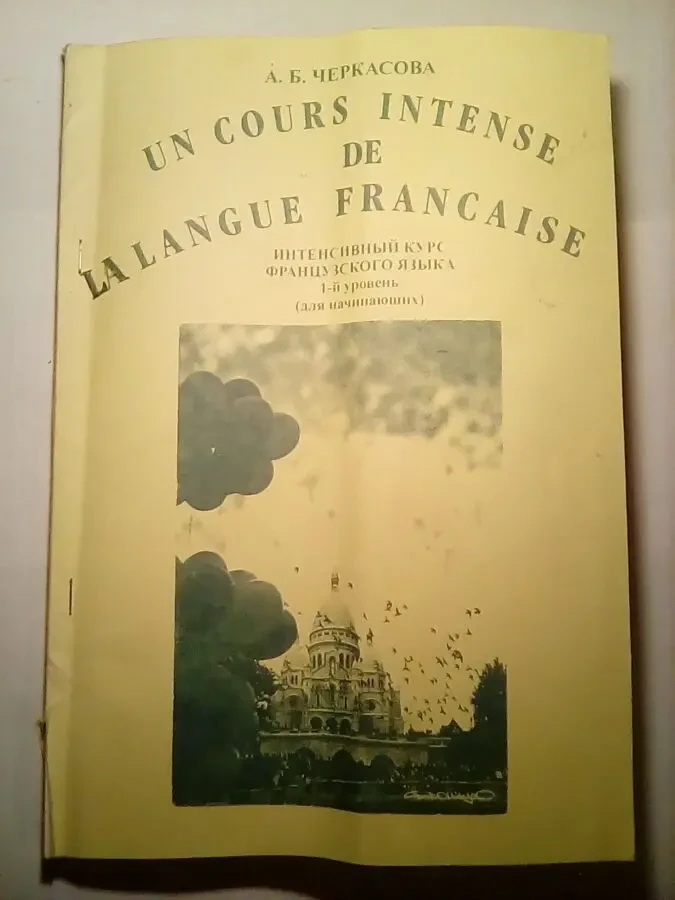 А. Б. ЧЕРКАСОВА
UN COURS INTENSE
DE
LA LANGUE FRANCAISE
ИНТЕНСИВНЫЙ КУРС
ФРАНЦУЗСКОГО ЯЗЫКА
1-й уровень
(для начинающих)